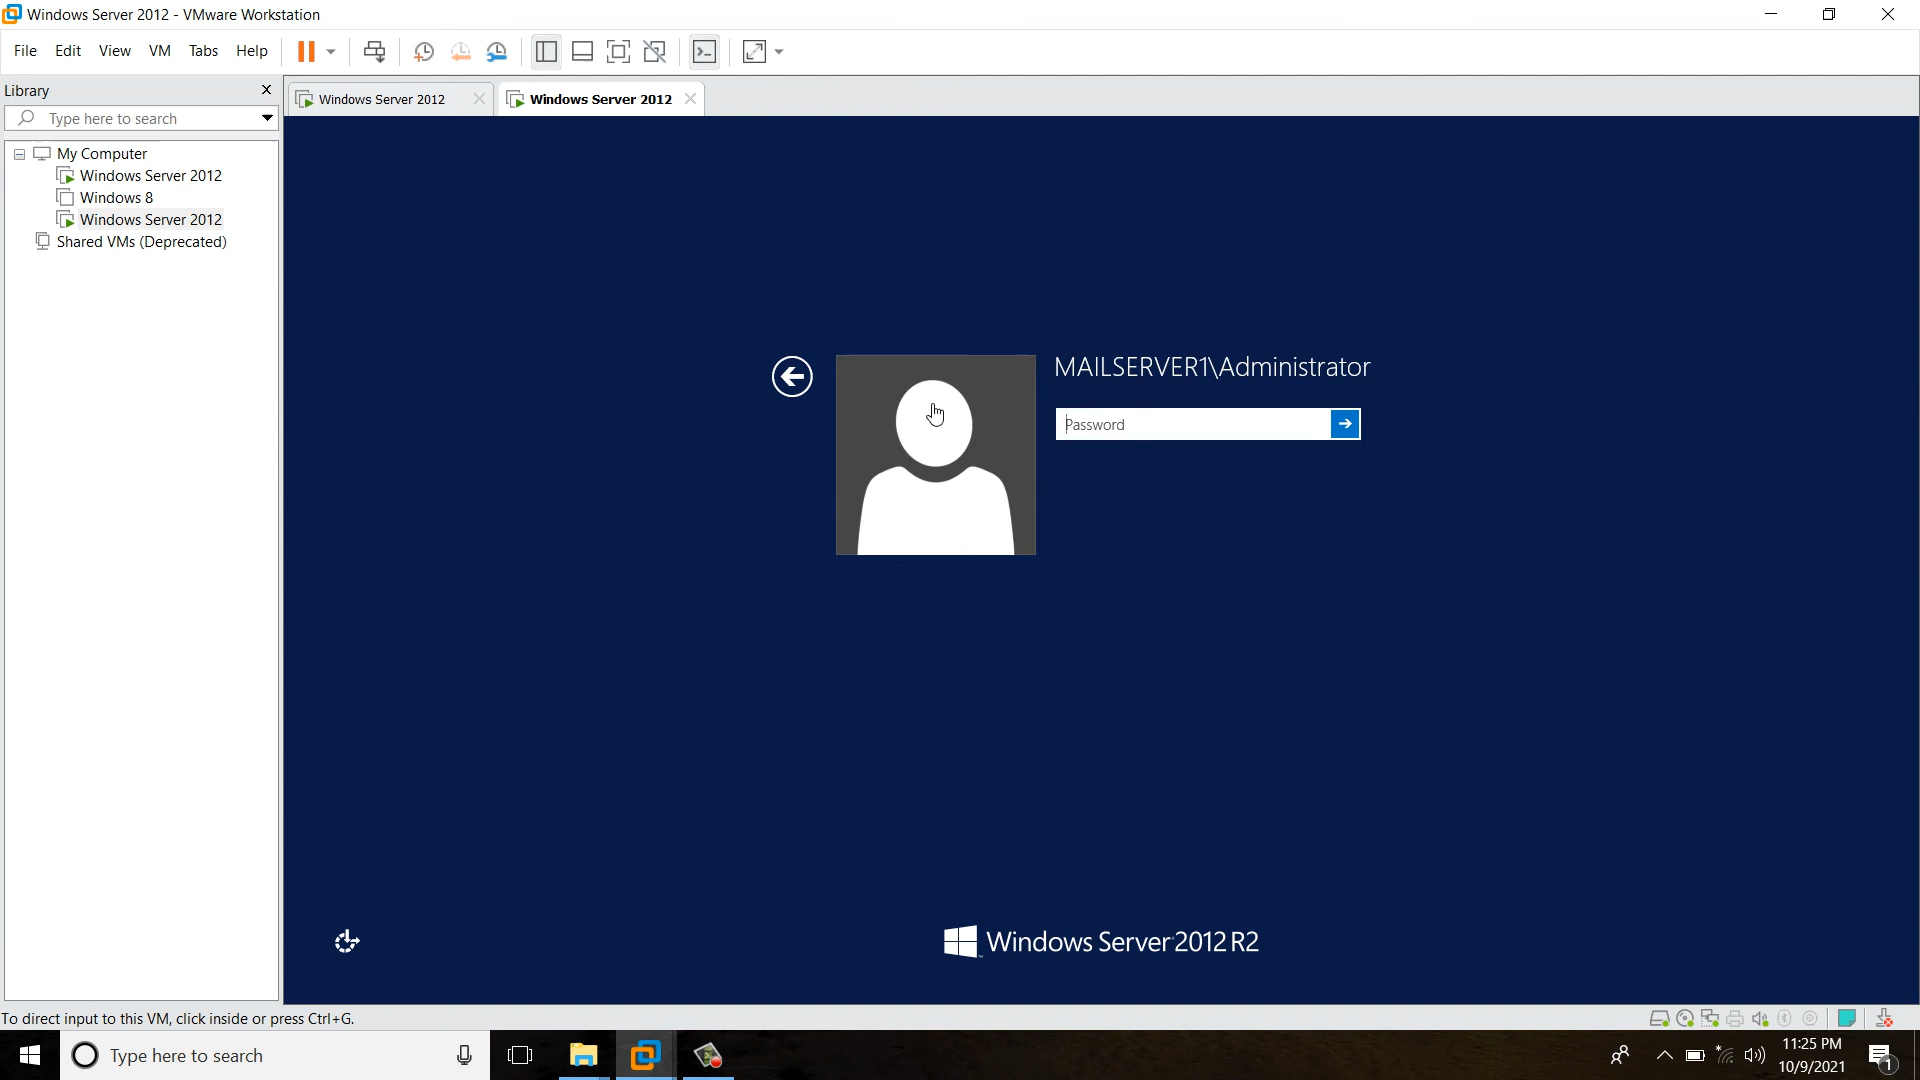 Windows Server 2012 - VMware Workstation
File Edit View VM Tabs Help
Library
Windows Server 2012
Windows Server 2012
Type here to search
My Computer
Windows Server 2012
Windows 8
Windows Server 2012
Shared VMs (Deprecated)
MAILSERVER1\Administrator
Password
Windows Server 2012 R2
To direct input to this VM, click inside or press Ctrl+G.
Type here to search
11:25 PM
10/9/2021
1